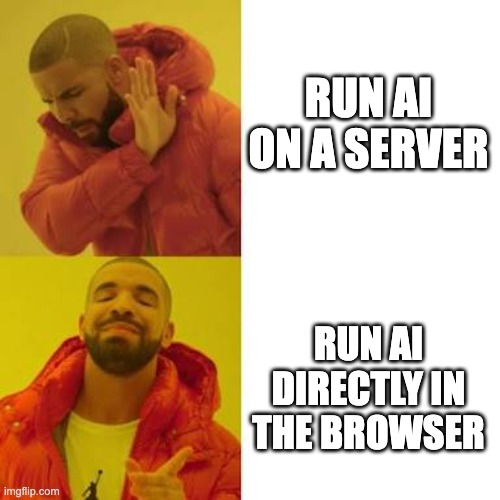 RUN AI
ON A SERVER
RUN AI
DIRECTLY IN
THE BROWSER
imgflip.com